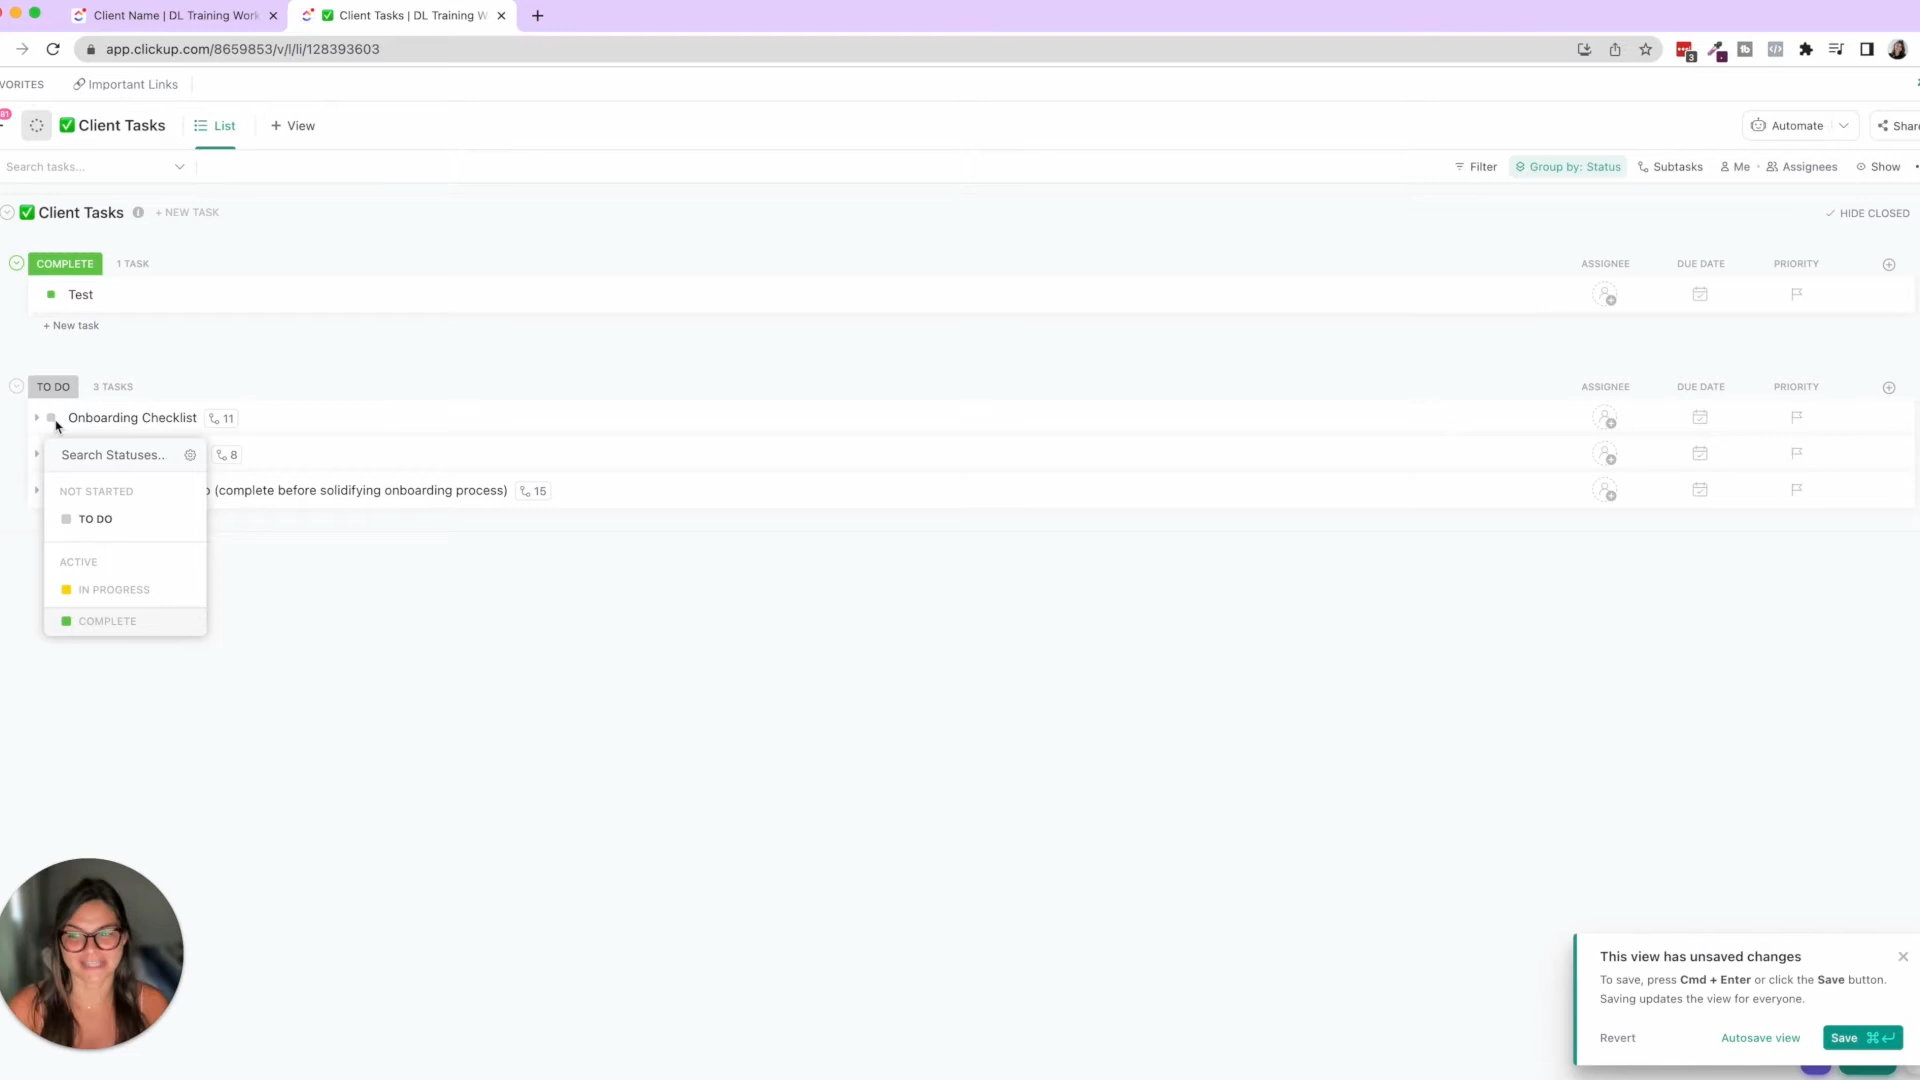 Client Name | DL Training Work
✅ Client Tasks | DL Training W
app.clickup.com/8659853/v/l/li/128393603
3
VORITES
Important Links
81
✅ Client Tasks
List
+ View
Automate
Share
Search tasks...
Filter
Group by: Status
Subtasks
Me
Assignees
Show
✅ Client Tasks
+ NEW TASK
HIDE CLOSED
COMPLETE
1 TASK
ASSIGNEE
DUE DATE
PRIORITY
Test
+ New task
TO DO
3 TASKS
ASSIGNEE
DUE DATE
PRIORITY
Onboarding Checklist
11
8
(complete before solidifying onboarding process)
15
Search Statuses...
NOT STARTED
TO DO
ACTIVE
IN PROGRESS
COMPLETE
This view has unsaved changes
To save, press Cmd + Enter or click the Save button.
Saving updates the view for everyone.
Revert
Autosave view
Save ⌘↵